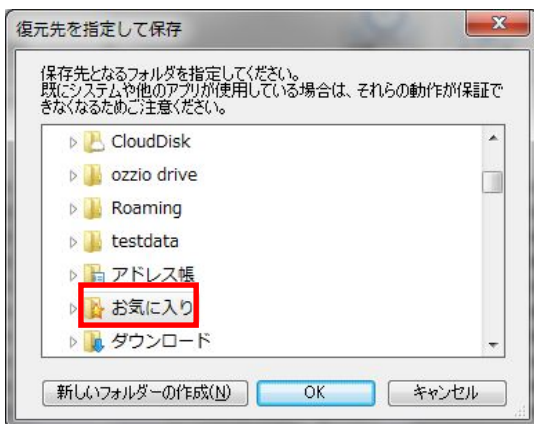 復元先を指定して保存
保存先となるフォルダを指定してください。
既にシステムや他のアプリが使用している場合は、それらの動作が保証で
きなくなるためご注意ください。
CloudDisk
ozzio drive
Roaming
testdata
アドレス帳
お気に入り
ダウンロード
新しいフォルダーの作成(N) OK キャンセル